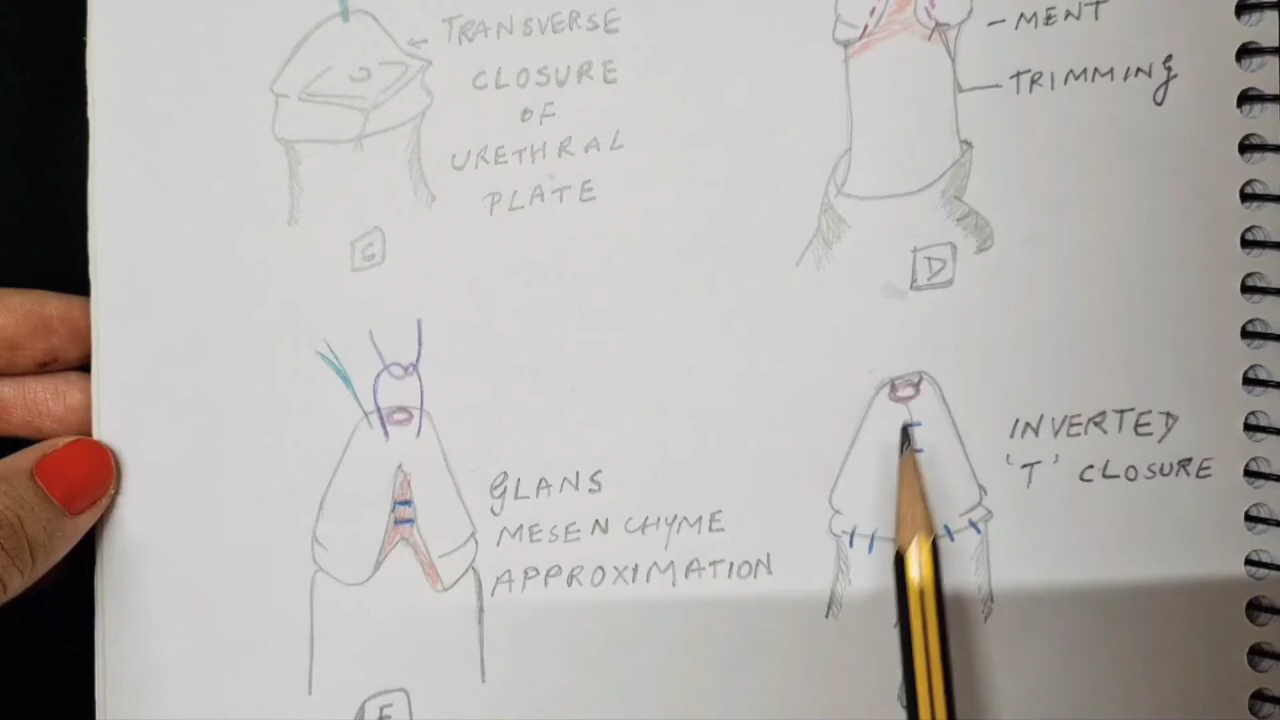 TRANSVERSE
CLOSURE
OF
URETHRAL
PLATE
C
- MENT
TRIMMING
D
GLANS
MESENCHYME
APPROXIMATION
E
INVERTED
'T' CLOSURE